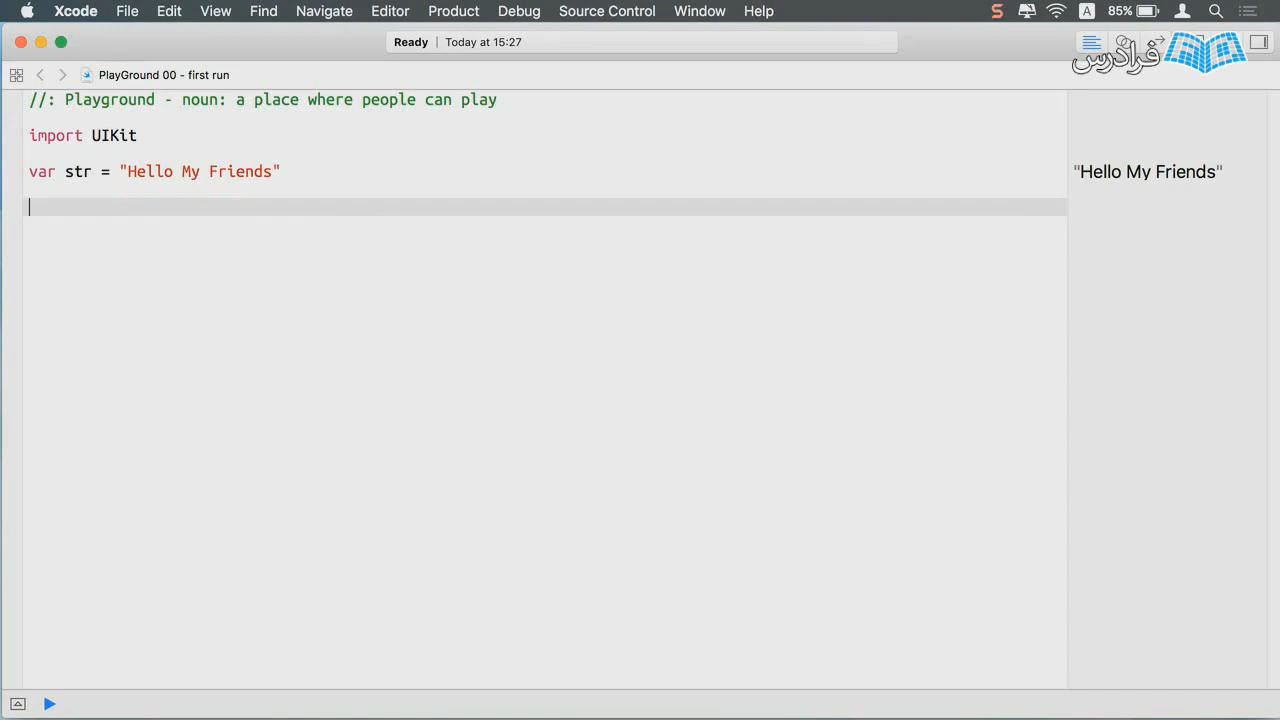 Xcode File Edit View Find Navigate Editor Product Debug Source Control Window Help S A 85%
Ready | Today at 15:27
فرادرس
PlayGround 00 - first run
//: Playground - noun: a place where people can play
import UIKit
var str = "Hello My Friends"
"Hello My Friends"